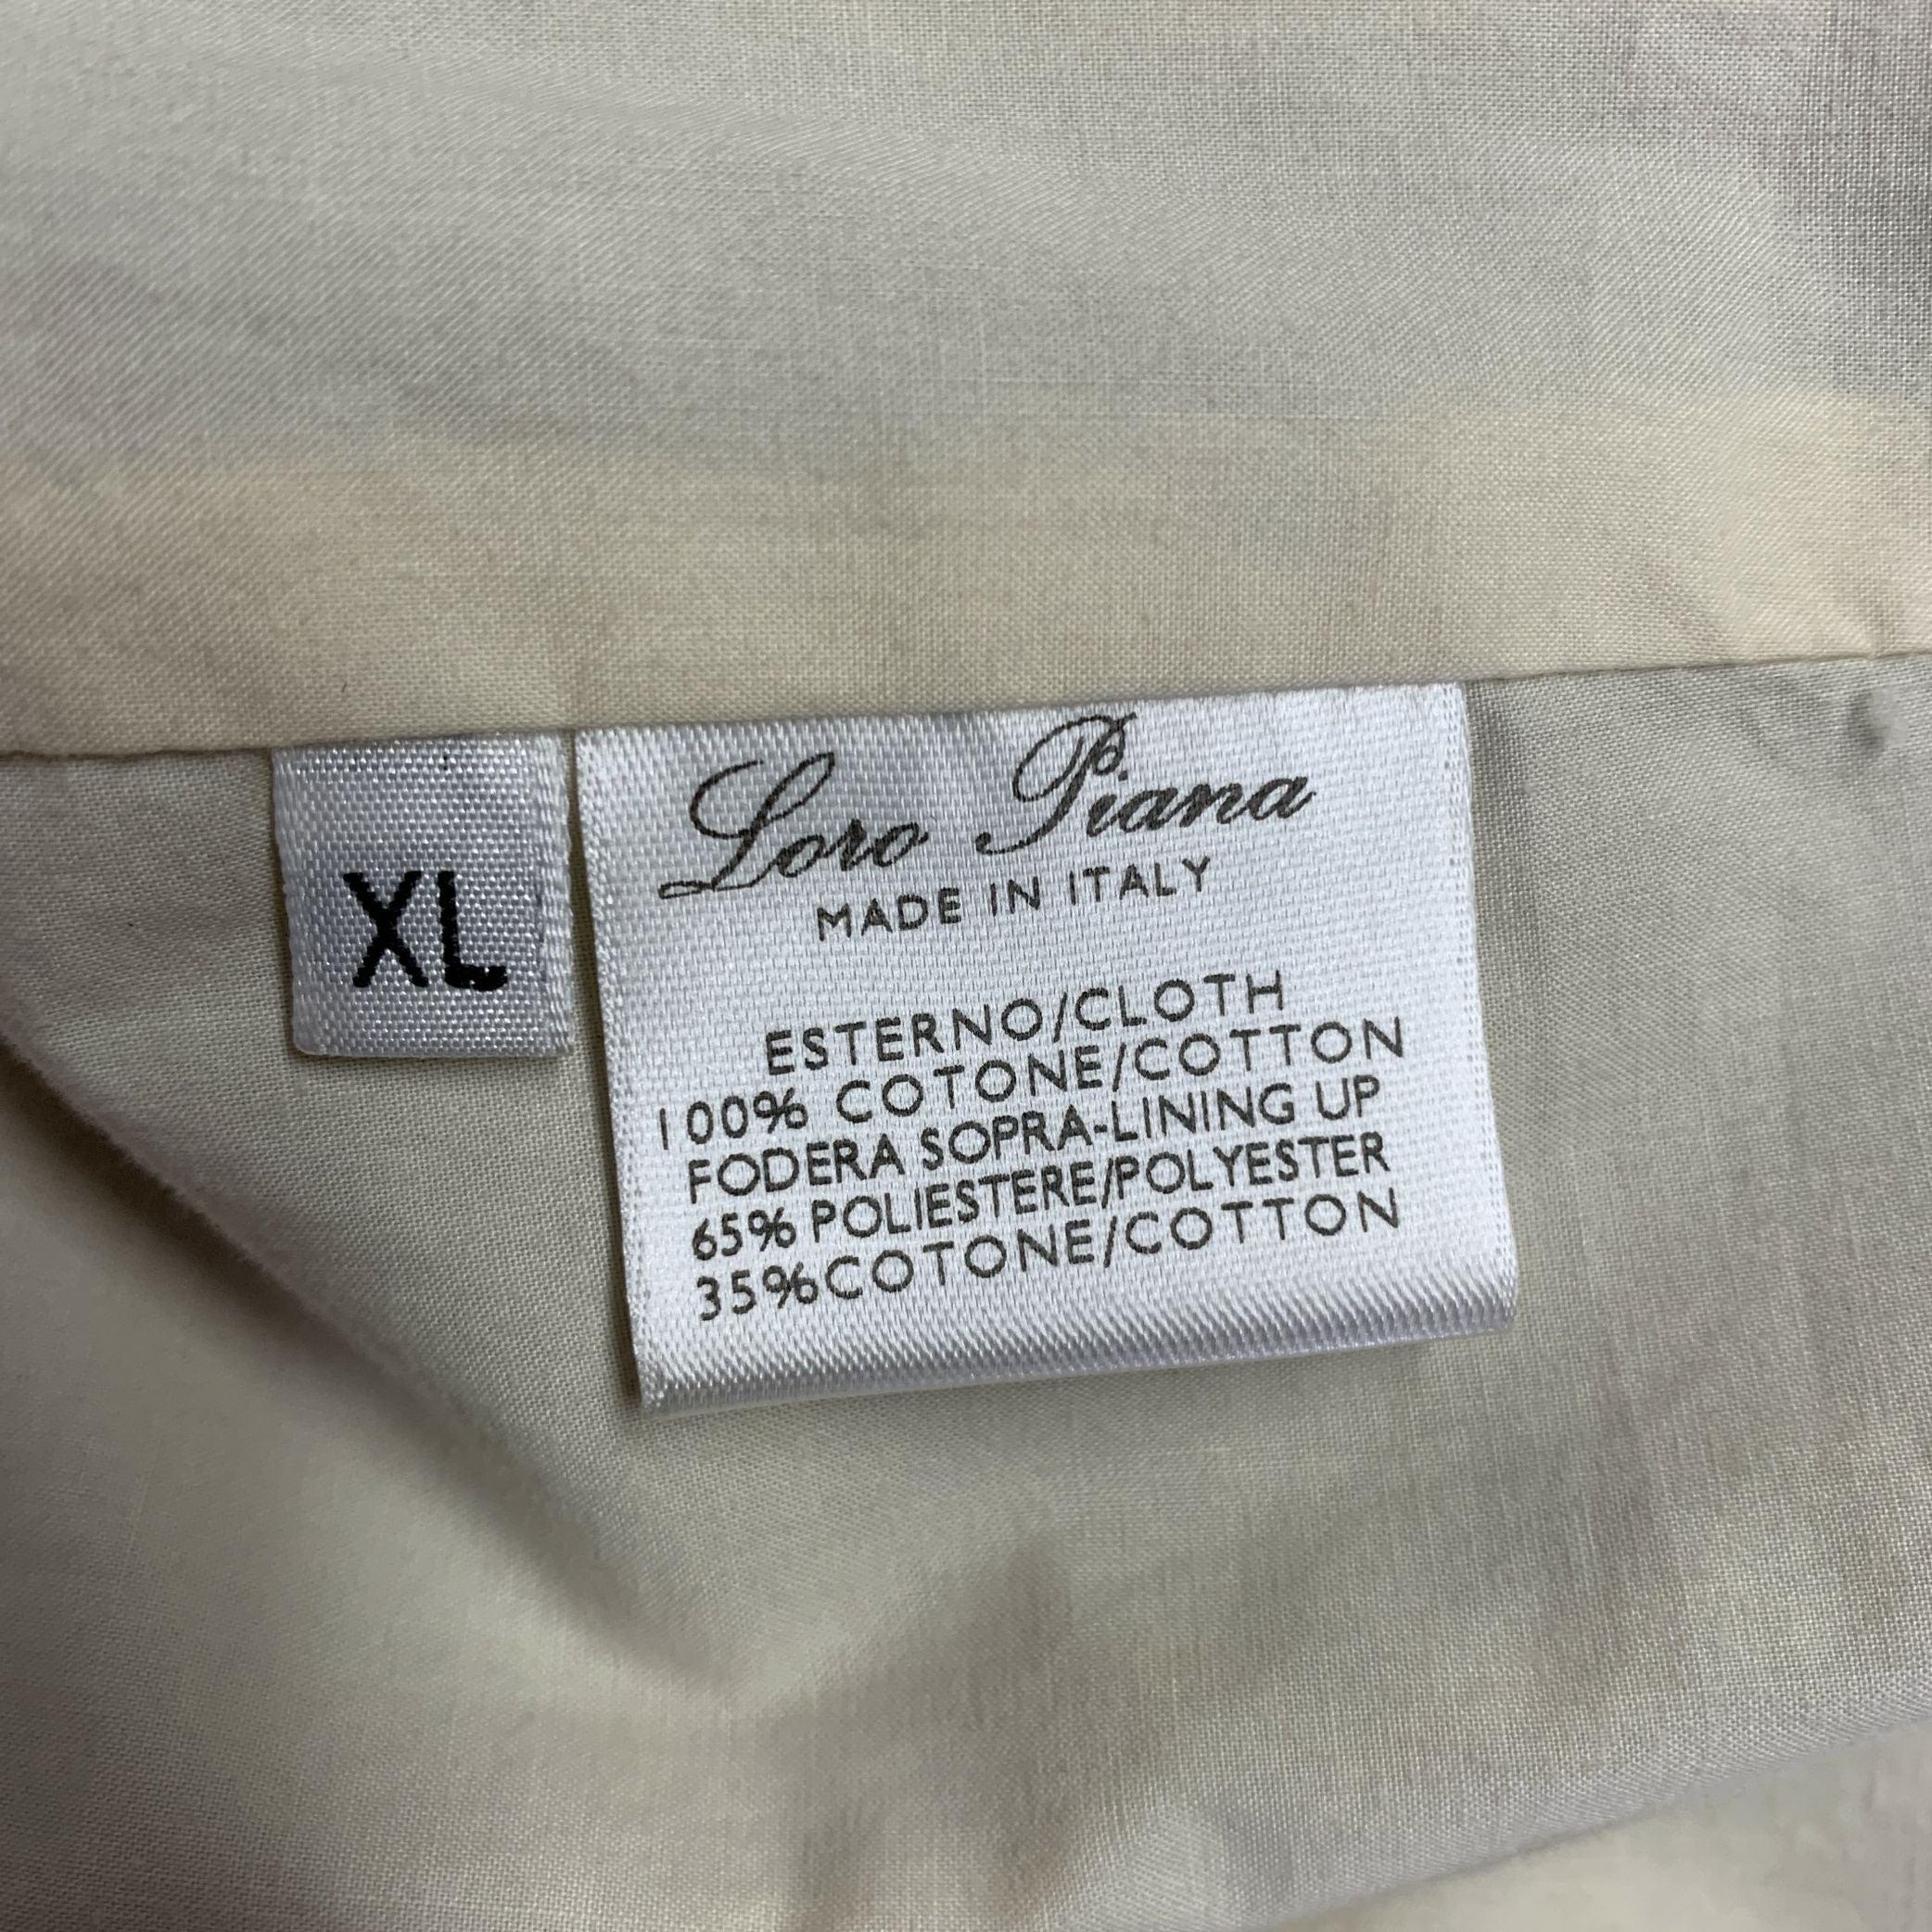 XL
Loro Piana
MADE IN ITALY
ESTERNO/CLOTH
100% COTONE/COTTON
FODERA SOPRA-LINING UP
65% POLIESTERE/POLYESTER
35%COTONE/COTTON